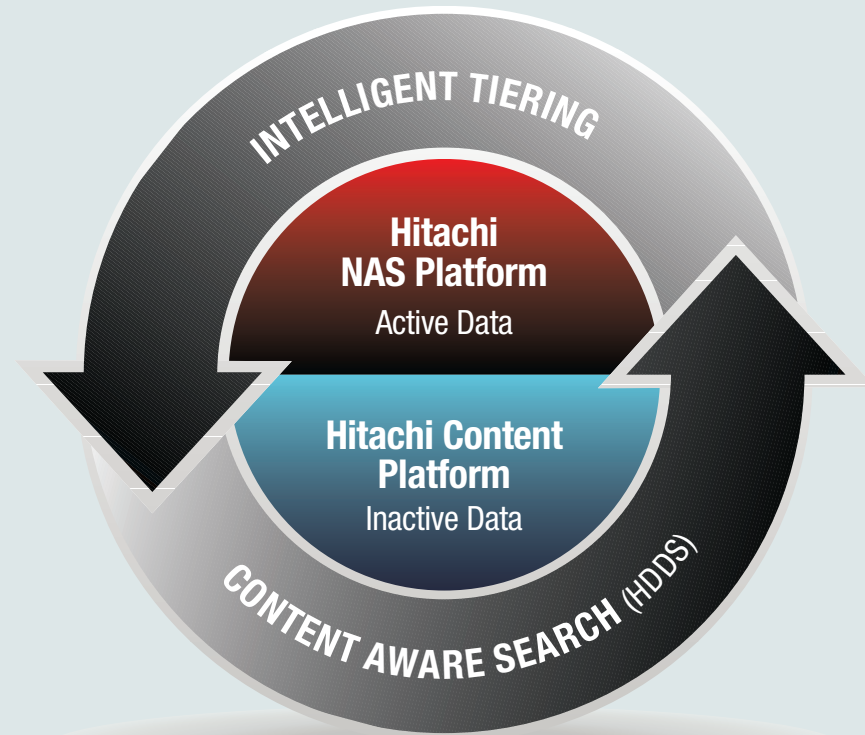 INTELLIGENT TIERING
Hitachi
NAS Platform
Active Data
Hitachi Content
Platform
Inactive Data
CONTENT AWARE SEARCH (HDDS)